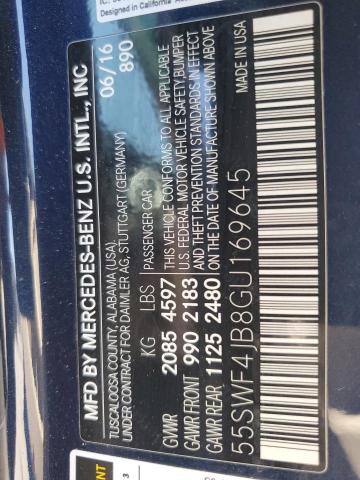 Designed in California
MFD BY MERCEDES-BENZ U.S. INTL., INC
TUSCALOOSA COUNTY, ALABAMA (USA),
UNDER CONTRACT FOR DAIMLER AG, STUTTGART (GERMANY)
06/16
890
KG LBS PASSENGER CAR
GVWR 2085 4597 THIS VEHICLE CONFORMS TO ALL APPLICABLE
GAWR FRONT 990 2183 U.S. FEDERAL MOTOR VEHICLE SAFETY, BUMPER
GAWR REAR 1125 2480 AND THEFT PREVENTION STANDARDS IN EFFECT
ON THE DATE OF MANUFACTURE SHOWN ABOVE
55SWF4JB8GU169645